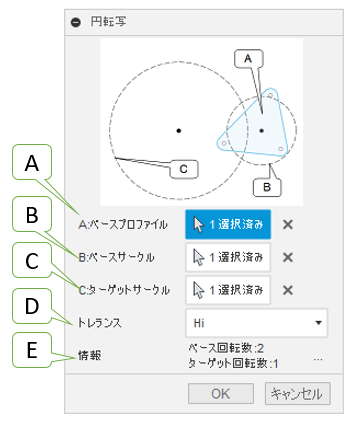 円転写
A
C
B
A
A:ベースプロファイル
1 選択済み
B
B:ベースサークル
1 選択済み
C
C:ターゲットサークル
1 選択済み
D
トレランス
Hi
E
情報
ベース回転数:2
ターゲット回転数:1
...
OK
キャンセル